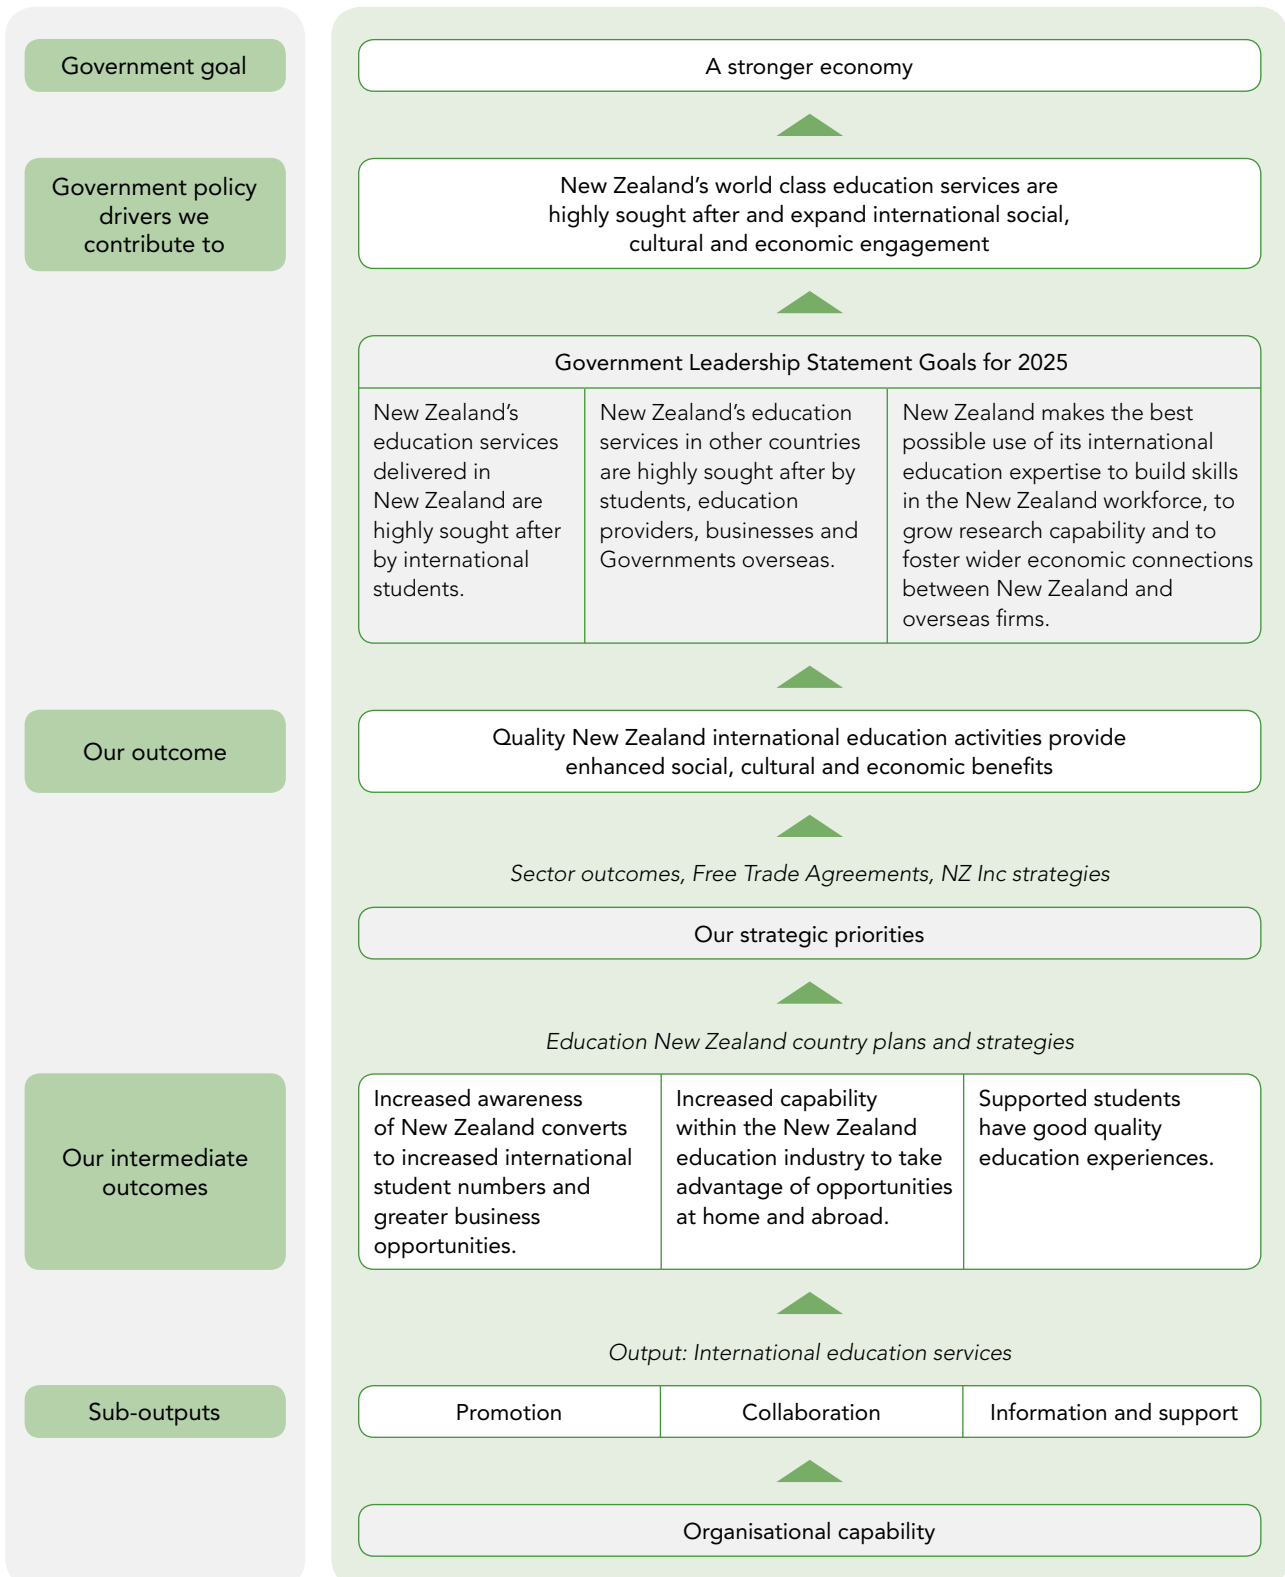 Government goal
A stronger economy
Government policy
drivers we
contribute to
New Zealand’s world class education services are
highly sought after and expand international social,
cultural and economic engagement
Government Leadership Statement Goals for 2025
New Zealand’s
education services
delivered in
New Zealand are
highly sought after
by international
students.
New Zealand’s education
services in other countries
are highly sought after by
students, education
providers, businesses and
Governments overseas.
New Zealand makes the best
possible use of its international
education expertise to build skills
in the New Zealand workforce, to
grow research capability and to
foster wider economic connections
between New Zealand and
overseas firms.
Our outcome
Quality New Zealand international education activities provide
enhanced social, cultural and economic benefits
Sector outcomes, Free Trade Agreements, NZ Inc strategies
Our strategic priorities
Education New Zealand country plans and strategies
Our intermediate
outcomes
Increased awareness
of New Zealand converts
to increased international
student numbers and
greater business
opportunities.
Increased capability
within the New Zealand
education industry to take
advantage of opportunities
at home and abroad.
Supported students
have good quality
education experiences.
Output: International education services
Sub-outputs
Promotion
Collaboration
Information and support
Organisational capability